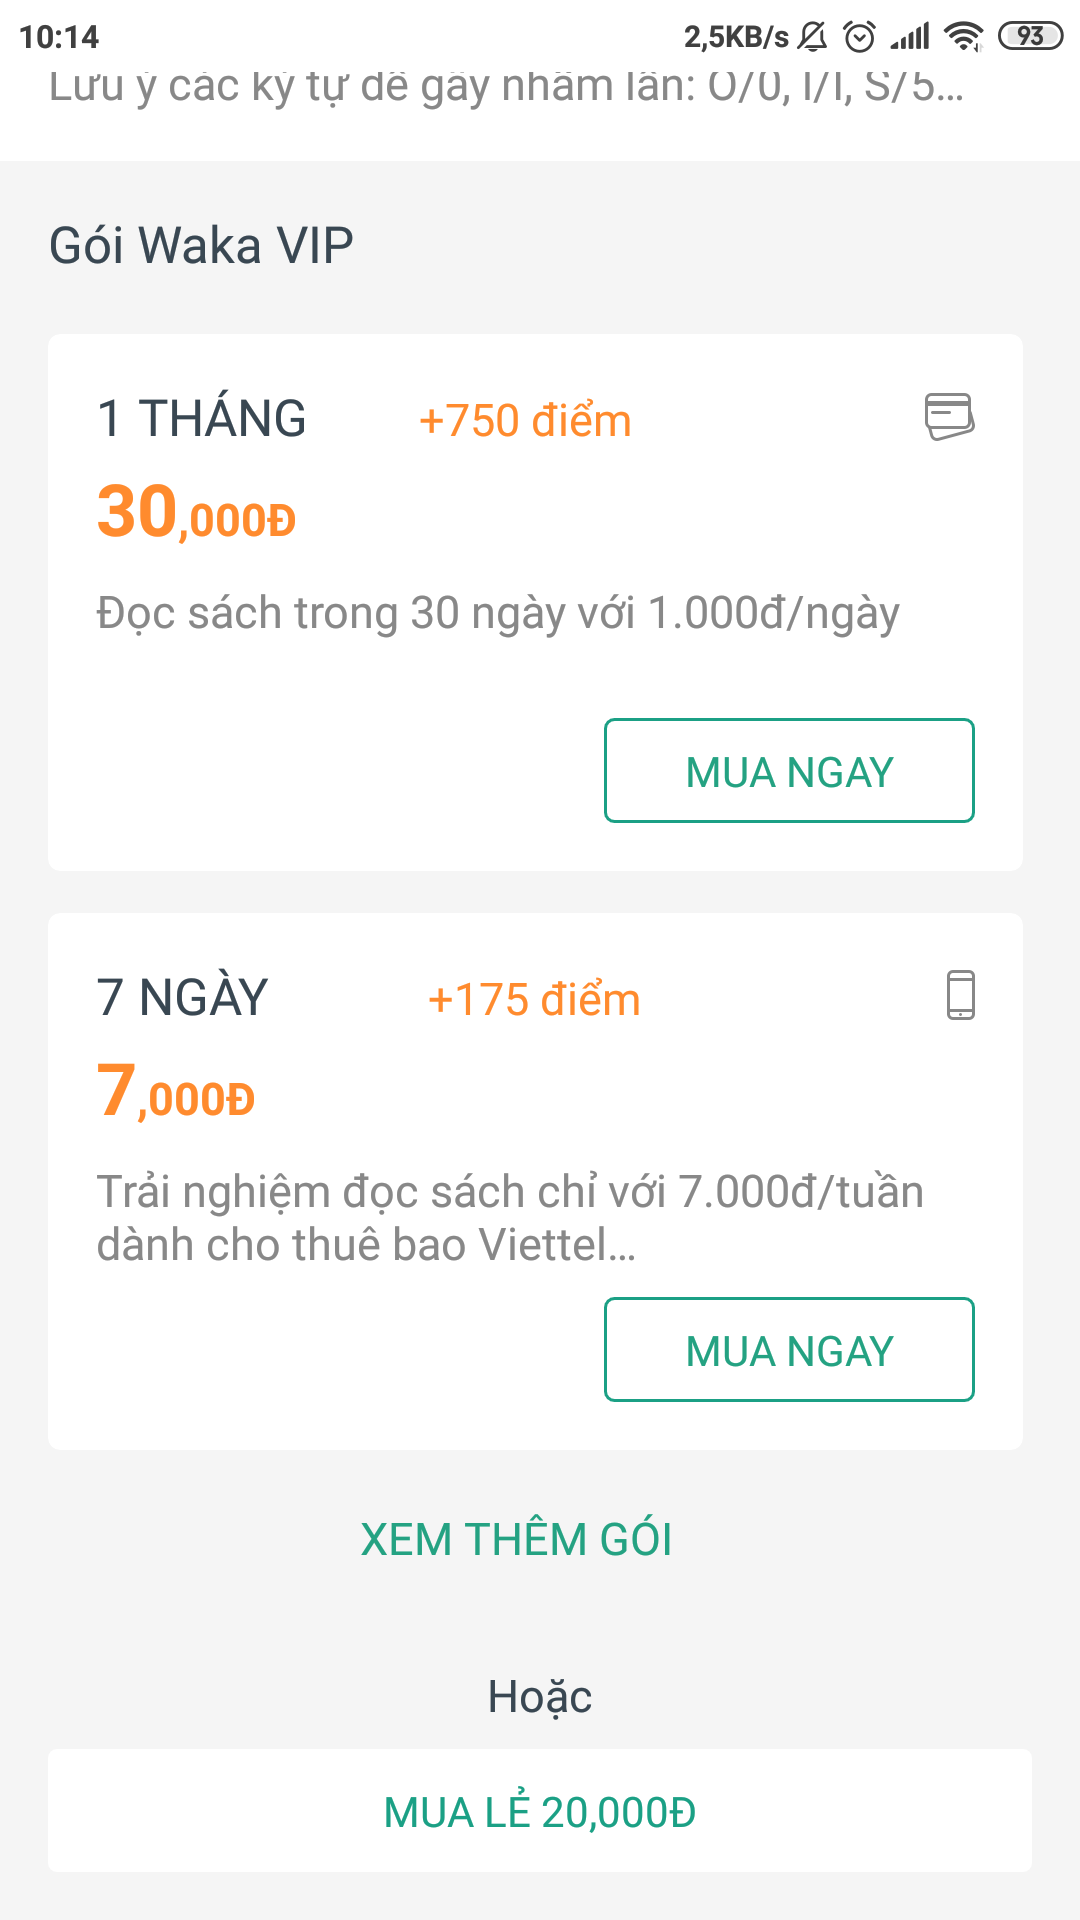 10:14 2,5KB/s 93
Lưu ý các ký tự dễ gây nhầm lẫn: O/0, I/l, S/5...
Gói Waka VIP
1 THÁNG +750 điểm
30,000Đ
Đọc sách trong 30 ngày với 1.000đ/ngày
MUA NGAY
7 NGÀY +175 điểm
7,000Đ
Trải nghiệm đọc sách chỉ với 7.000đ/tuần
dành cho thuê bao Viettel...
MUA NGAY
XEM THÊM GÓI
Hoặc
MUA LẺ 20,000Đ